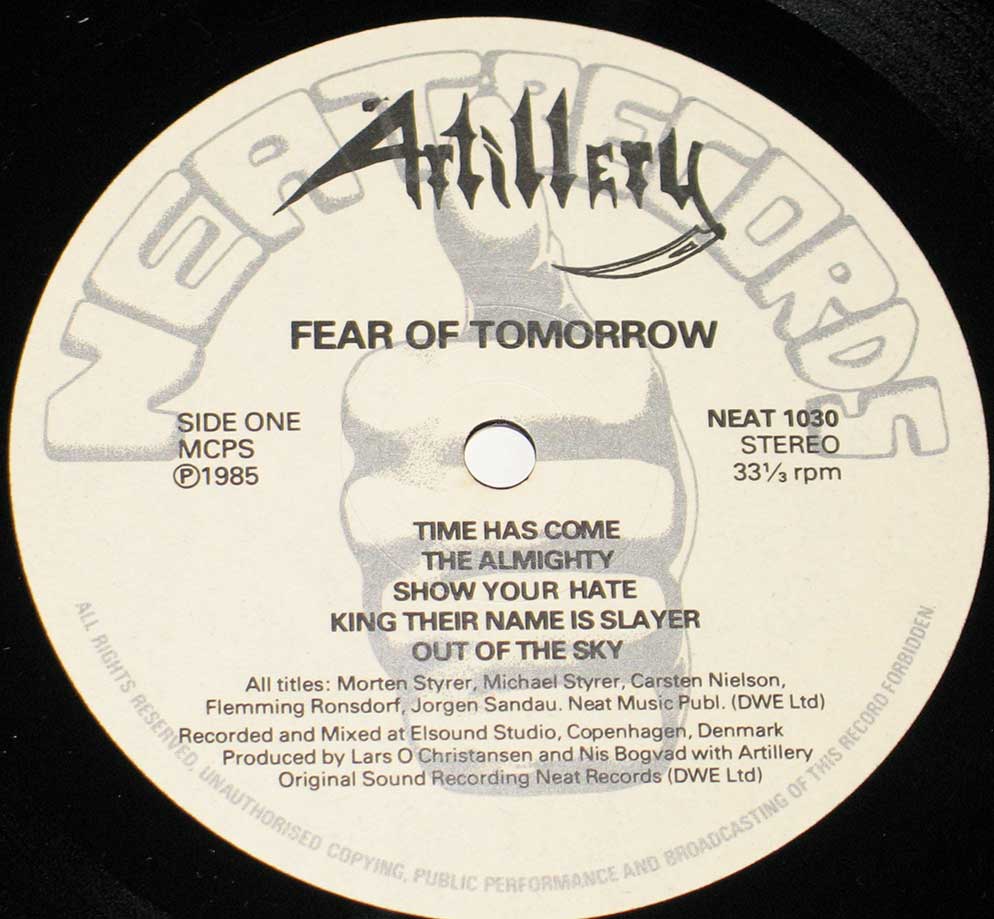 NEAT RECORDS
Artillery
FEAR OF TOMORROW
SIDE ONE
MCPS
Ⓟ1985
NEAT 1030
STEREO
33⅓ rpm
TIME HAS COME
THE ALMIGHTY
SHOW YOUR HATE
KING THEIR NAME IS SLAYER
OUT OF THE SKY
All titles: Morten Styrer, Michael Styrer, Carsten Nielson,
Flemming Ronsdorf, Jorgen Sandau. Neat Music Publ. (DWE Ltd)
Recorded and Mixed at Elsound Studio, Copenhagen, Denmark
Produced by Lars O Christansen and Nis Bogvad with Artillery
Original Sound Recording Neat Records (DWE Ltd)
ALL RIGHTS RESERVED, UNAUTHORISED COPYING, PUBLIC PERFORMANCE AND BROADCASTING OF THIS RECORD FORBIDDEN.